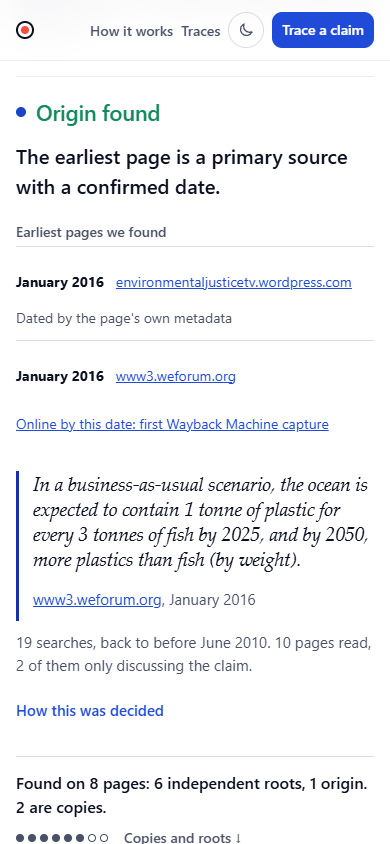 How it works Traces Trace a claim
Origin found
The earliest page is a primary source
with a confirmed date.
Earliest pages we found
January 2016 environmentaljusticetv.wordpress.com
Dated by the page's own metadata
January 2016 www3.weforum.org
Online by this date: first Wayback Machine capture
In a business-as-usual scenario, the ocean is
expected to contain 1 tonne of plastic for
every 3 tonnes of fish by 2025, and by 2050,
more plastics than fish (by weight).
www3.weforum.org, January 2016
19 searches, back to before June 2010. 10 pages read,
2 of them only discussing the claim.
How this was decided
Found on 8 pages: 6 independent roots, 1 origin.
2 are copies.
Copies and roots ↓